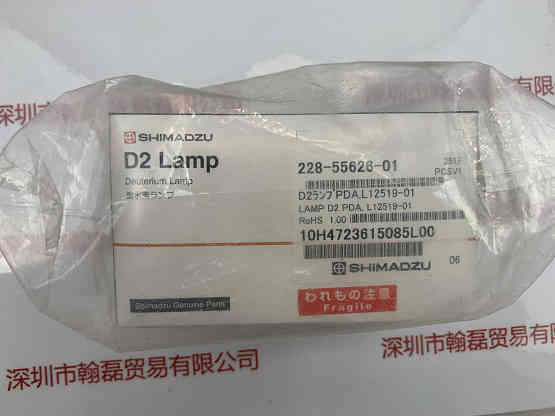 深圳市
贸易有限公司
SHIMADZU
D2 Lamp
Deuterium Lamp
重水素ランプ
228-55626-01
D2ランプ PDA, L12519-01
LAMP D2 PDA, L12519-01
RoHS 1.00
10H4723615085L00
SHIMADZU
06
われもの注意
Fragile
Shimadzu Genuine Parts
深圳市翰磊贸易有限公司
深圳市翰磊贸易有限公司